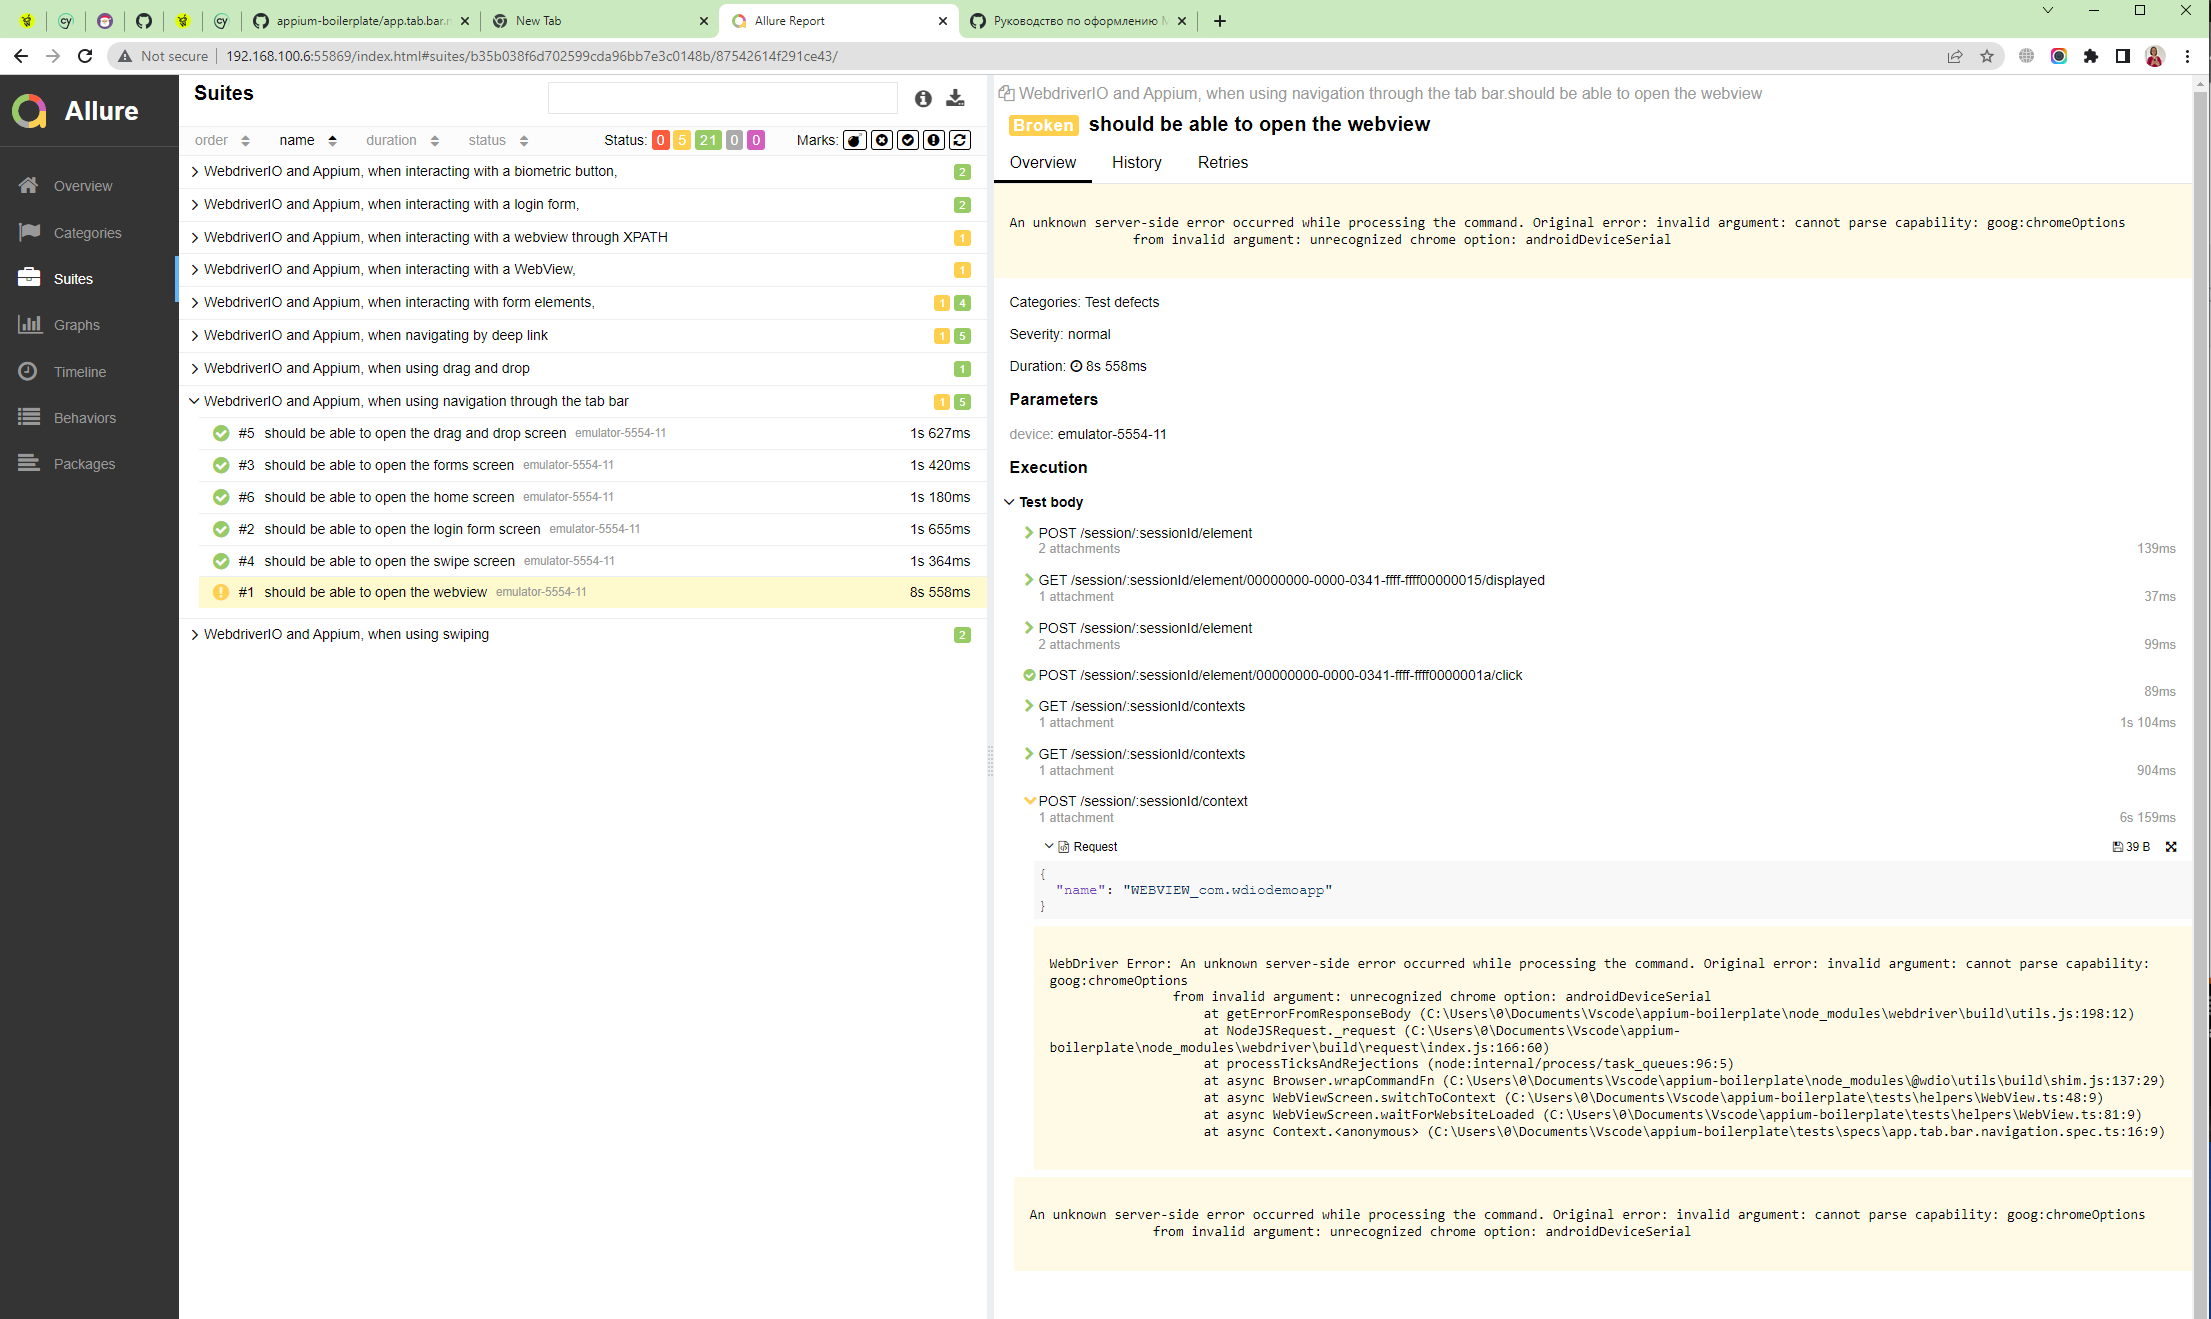 appium-boilerplate/app.tab.bar.n
New Tab
Allure Report
Руководство по оформлению M
Not secure
192.168.100.6:55869/index.html#suites/b35b038f6d702599cda96bb7e3c0148b/87542614f291ce43/
Allure
Overview
Categories
Suites
Graphs
Timeline
Behaviors
Packages
Suites
order name duration status Status: 0 5 21 0 0 Marks:
WebdriverIO and Appium, when interacting with a biometric button, 2
WebdriverIO and Appium, when interacting with a login form, 2
WebdriverIO and Appium, when interacting with a webview through XPATH 1
WebdriverIO and Appium, when interacting with a WebView, 1
WebdriverIO and Appium, when interacting with form elements, 1 4
WebdriverIO and Appium, when navigating by deep link 1 5
WebdriverIO and Appium, when using drag and drop 1
WebdriverIO and Appium, when using navigation through the tab bar 1 5
#5 should be able to open the drag and drop screen emulator-5554-11 1s 627ms
#3 should be able to open the forms screen emulator-5554-11 1s 420ms
#6 should be able to open the home screen emulator-5554-11 1s 180ms
#2 should be able to open the login form screen emulator-5554-11 1s 655ms
#4 should be able to open the swipe screen emulator-5554-11 1s 364ms
#1 should be able to open the webview emulator-5554-11 8s 558ms
WebdriverIO and Appium, when using swiping 2
WebdriverIO and Appium, when using navigation through the tab bar.should be able to open the webview
Broken should be able to open the webview
Overview History Retries
An unknown server-side error occurred while processing the command. Original error: invalid argument: cannot parse capability: goog:chromeOptions
from invalid argument: unrecognized chrome option: androidDeviceSerial
Categories: Test defects
Severity: normal
Duration: 8s 558ms
Parameters
device: emulator-5554-11
Execution
Test body
POST /session/:sessionId/element
2 attachments 139ms
GET /session/:sessionId/element/00000000-0000-0341-ffff-ffff00000015/displayed
1 attachment 37ms
POST /session/:sessionId/element
2 attachments 99ms
POST /session/:sessionId/element/00000000-0000-0341-ffff-ffff0000001a/click
89ms
GET /session/:sessionId/contexts
1 attachment 1s 104ms
GET /session/:sessionId/contexts
1 attachment 904ms
POST /session/:sessionId/context
1 attachment 6s 159ms
Request 39 B
{
"name": "WEBVIEW_com.wdiodemoapp"
}
WebDriver Error: An unknown server-side error occurred while processing the command. Original error: invalid argument: cannot parse capability:
goog:chromeOptions
from invalid argument: unrecognized chrome option: androidDeviceSerial
at getErrorFromResponseBody (C:\Users\0\Documents\Vscode\appium-boilerplate\node_modules\webdriver\build\utils.js:198:12)
at NodeJSRequest._request (C:\Users\0\Documents\Vscode\appium-
boilerplate\node_modules\webdriver\build\request\index.js:166:60)
at processTicksAndRejections (node:internal/process/task_queues:96:5)
at async Browser.wrapCommandFn (C:\Users\0\Documents\Vscode\appium-boilerplate\node_modules\@wdio\utils\build\shim.js:137:29)
at async WebViewScreen.switchToContext (C:\Users\0\Documents\Vscode\appium-boilerplate\tests\helpers\WebView.ts:48:9)
at async WebViewScreen.waitForWebsiteLoaded (C:\Users\0\Documents\Vscode\appium-boilerplate\tests\helpers\WebView.ts:81:9)
at async Context.<anonymous> (C:\Users\0\Documents\Vscode\appium-boilerplate\tests\specs\app.tab.bar.navigation.spec.ts:16:9)
An unknown server-side error occurred while processing the command. Original error: invalid argument: cannot parse capability: goog:chromeOptions
from invalid argument: unrecognized chrome option: androidDeviceSerial